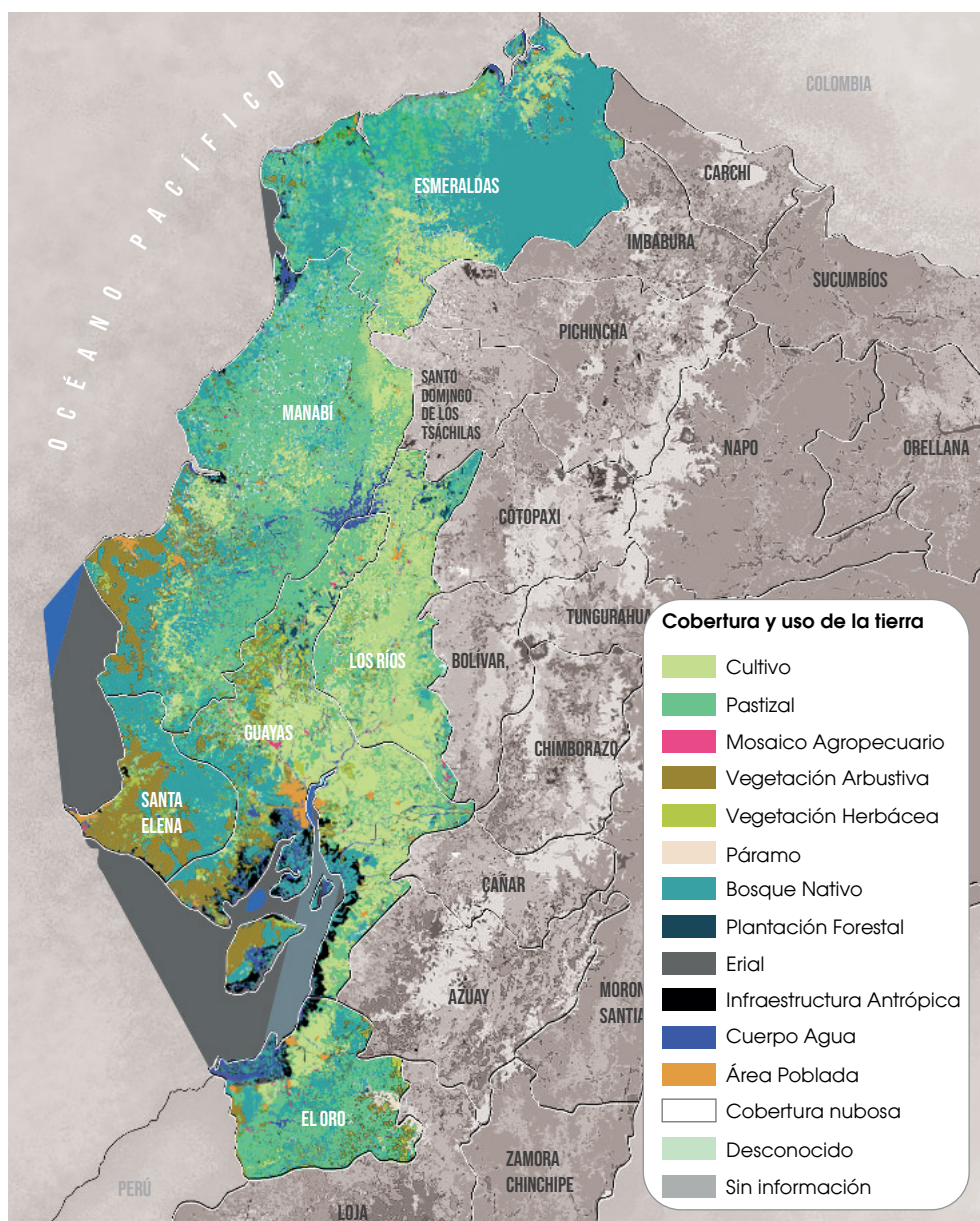 COLOMBIA
OCÉANO PACÍFICO
CARCHI
ESMERALDAS
IMBABURA
SUCUMBÍOS
PICHINCHA
SANTO
DOMINGO
DE LOS
TSÁCHILAS
MANABÍ
NAPO
ORELLANA
COTOPAXI
TUNGURAHUA
LOS RÍOS
BOLÍVAR
GUAYAS
CHIMBORAZO
SANTA
ELENA
CAÑAR
AZUAY
MORON
SANTIA
EL ORO
ZAMORA
CHINCHIPE
PERÚ
LOJA
Cobertura y uso de la tierra
Cultivo
Pastizal
Mosaico Agropecuario
Vegetación Arbustiva
Vegetación Herbácea
Páramo
Bosque Nativo
Plantación Forestal
Erial
Infraestructura Antrópica
Cuerpo Agua
Área Poblada
Cobertura nubosa
Desconocido
Sin información